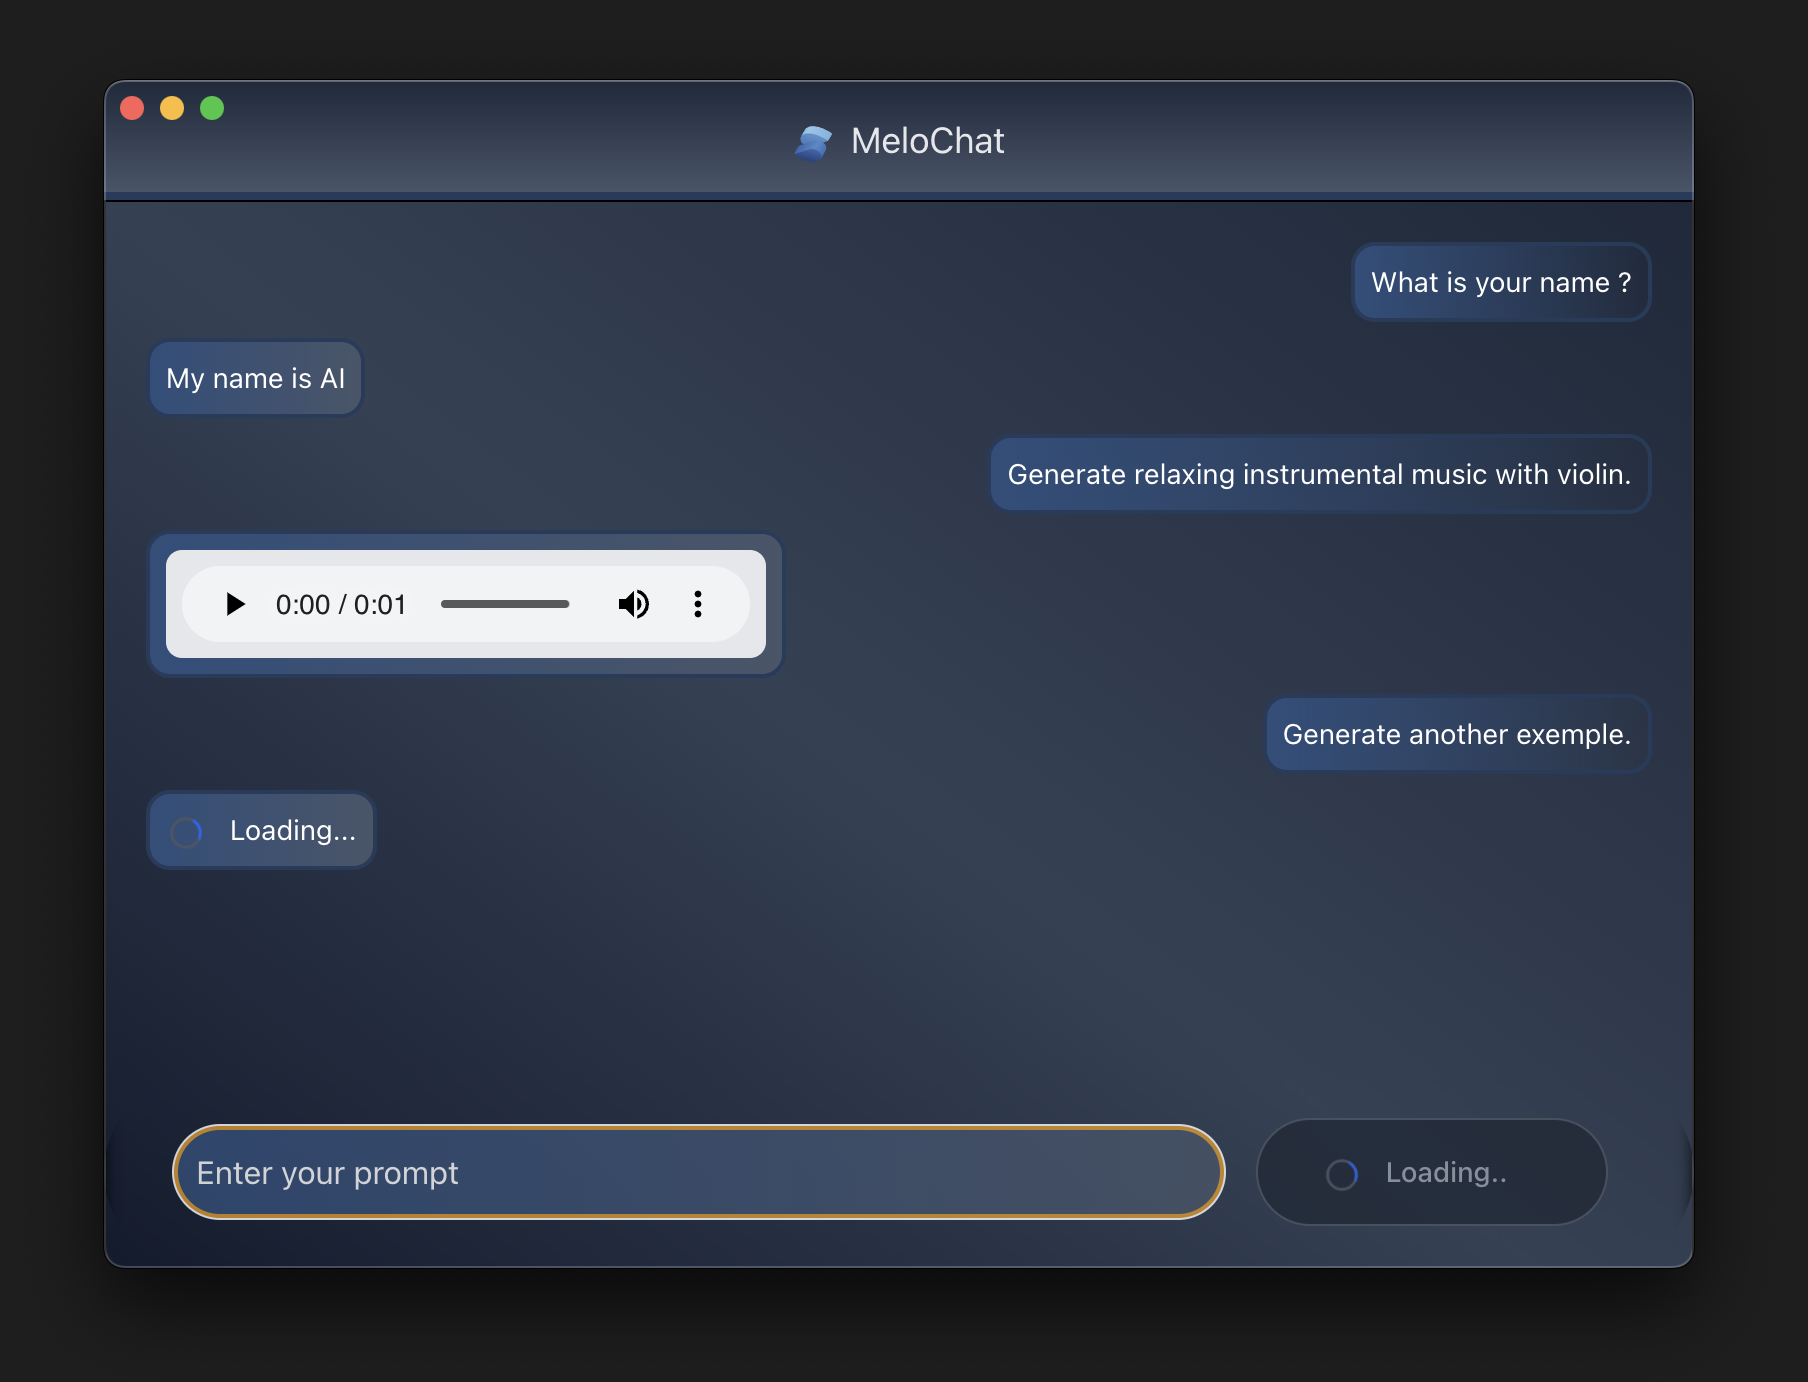 MeloChat
What is your name ?
My name is AI
Generate relaxing instrumental music with violin.
0:00 / 0:01
Generate another exemple.
Loading...
Enter your prompt
Loading..